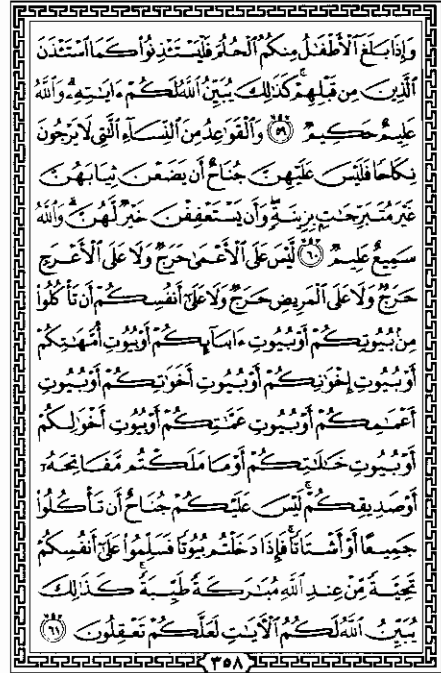 وَإِذَا بَلَغَ ٱلْأَطْفَٰلُ مِنكُمُ ٱلْحُلُمَ فَلْيَسْتَـْٔذِنُوا۟ كَمَا ٱسْتَـْٔذَنَ
ٱلَّذِينَ مِن قَبْلِهِمْ ۚ كَذَٰلِكَ يُبَيِّنُ ٱللَّهُ لَكُمْ ءَايَٰتِهِۦ ۗ وَٱللَّهُ
عَلِيمٌ حَكِيمٌ ۝٥٩ وَٱلْقَوَٰعِدُ مِنَ ٱلنِّسَآءِ ٱلَّٰتِى لَا يَرْجُونَ
نِكَاحًا فَلَيْسَ عَلَيْهِنَّ جُنَاحٌ أَن يَضَعْنَ ثِيَابَهُنَّ
غَيْرَ مُتَبَرِّجَٰتٍۭ بِزِينَةٍ ۖ وَأَن يَسْتَعْفِفْنَ خَيْرٌ لَّهُنَّ ۗ وَٱللَّهُ
سَمِيعٌ عَلِيمٌ ۝٦٠ لَّيْسَ عَلَى ٱلْأَعْمَىٰ حَرَجٌ وَلَا عَلَى ٱلْأَعْرَجِ
حَرَجٌ وَلَا عَلَى ٱلْمَرِيضِ حَرَجٌ وَلَا عَلَىٰٓ أَنفُسِكُمْ أَن تَأْكُلُوا۟
مِنۢ بُيُوتِكُمْ أَوْ بُيُوتِ ءَابَآئِكُمْ أَوْ بُيُوتِ أُمَّهَٰتِكُمْ
أَوْ بُيُوتِ إِخْوَٰنِكُمْ أَوْ بُيُوتِ أَخَوَٰتِكُمْ أَوْ بُيُوتِ
أَعْمَٰمِكُمْ أَوْ بُيُوتِ عَمَّٰتِكُمْ أَوْ بُيُوتِ أَخْوَٰلِكُمْ
أَوْ بُيُوتِ خَٰلَٰتِكُمْ أَوْ مَا مَلَكْتُم مَّفَاتِحَهُۥٓ
أَوْ صَدِيقِكُمْ ۚ لَيْسَ عَلَيْكُمْ جُنَاحٌ أَن تَأْكُلُوا۟
جَمِيعًا أَوْ أَشْتَاتًا ۚ فَإِذَا دَخَلْتُم بُيُوتًا فَسَلِّمُوا۟ عَلَىٰٓ أَنفُسِكُمْ
تَحِيَّةً مِّنْ عِندِ ٱللَّهِ مُبَٰرَكَةً طَيِّبَةً ۚ كَذَٰلِكَ
يُبَيِّنُ ٱللَّهُ لَكُمُ ٱلْءَايَٰتِ لَعَلَّكُمْ تَعْقِلُونَ ۝٦١
٣٥٨